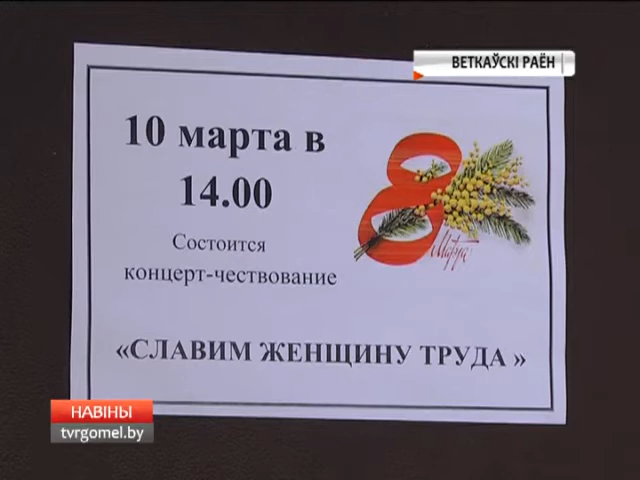 ВЕТКАЎСКІ РАЁН
10 марта в
14.00
Состоится
концерт-чествование
8
Марта
«СЛАВИМ ЖЕНЩИНУ ТРУДА »
НАВІНЫ
tvrgomel.by